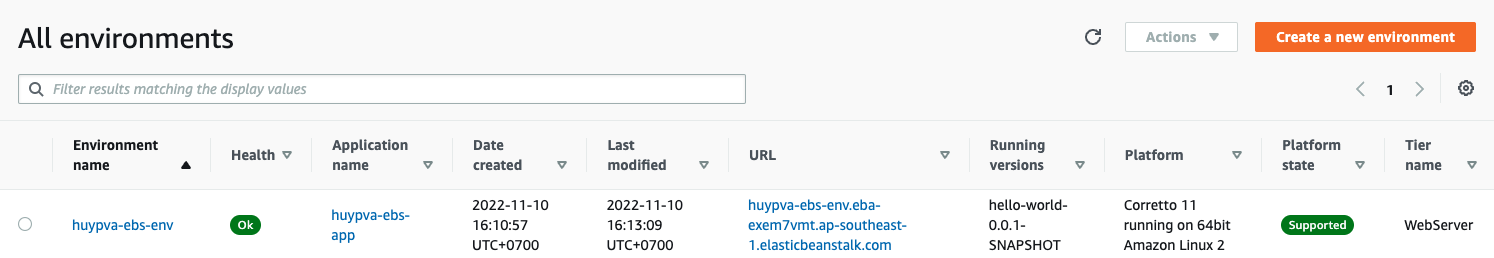 All environments
Actions
Create a new environment
Filter results matching the display values
1
Environment
name
Health
Application
name
Date
created
Last
modified
URL
Running
versions
Platform
Platform
state
Tier
name
huypva-ebs-env
Ok
huypva-ebs-
app
2022-11-10
16:10:57
UTC+0700
2022-11-10
16:13:09
UTC+0700
huypva-ebs-env.eba-
exem7vmt.ap-southeast-
1.elasticbeanstalk.com
hello-world-
0.0.1-
SNAPSHOT
Corretto 11
running on 64bit
Amazon Linux 2
Supported
WebServer